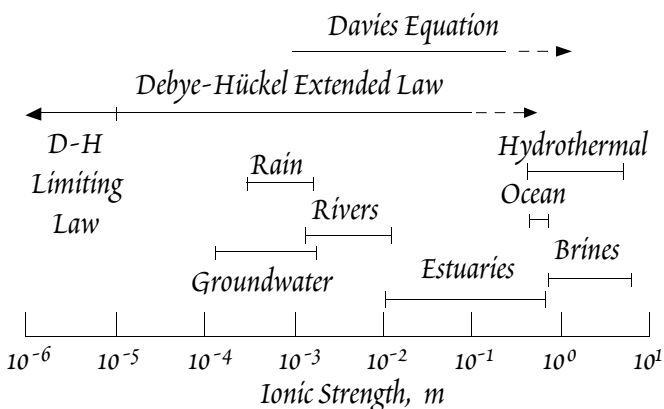 Davies Equation
Debye-Hückel Extended Law
D-H
Limiting
Law
Hydrothermal
Rain
Ocean
Rivers
Brines
Groundwater
Estuaries
10⁻⁶ 10⁻⁵ 10⁻⁴ 10⁻³ 10⁻² 10⁻¹ 10⁰ 10¹
Ionic Strength, m